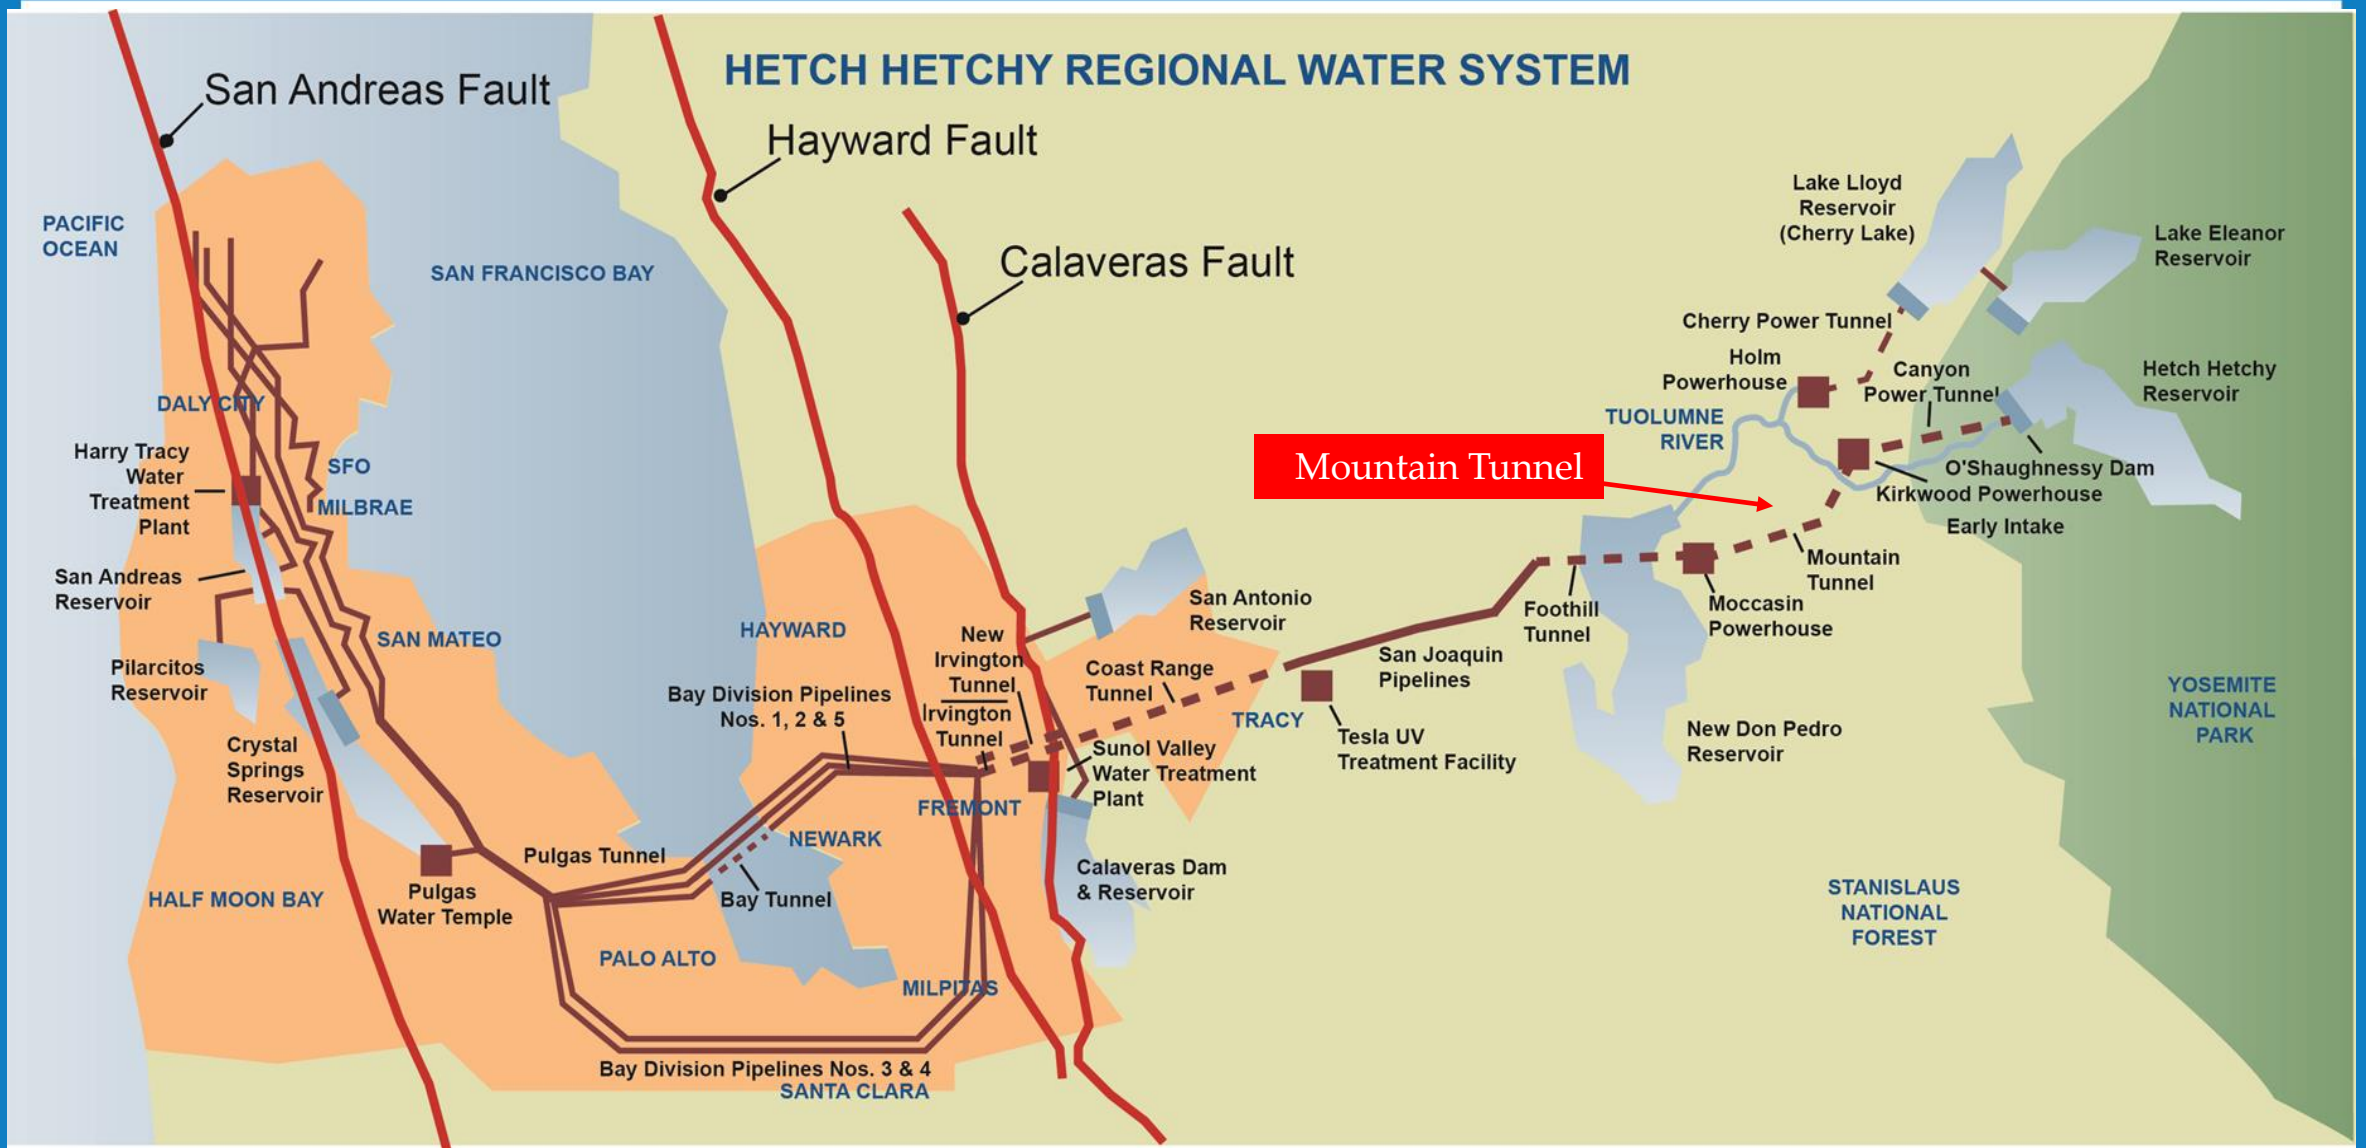 HETCH HETCHY REGIONAL WATER SYSTEM
San Andreas Fault
Hayward Fault
Calaveras Fault
PACIFIC
OCEAN
SAN FRANCISCO BAY
Lake Lloyd
Reservoir
(Cherry Lake)
Lake Eleanor
Reservoir
Cherry Power Tunnel
Holm
Powerhouse
Canyon
Power Tunnel
Hetch Hetchy
Reservoir
TUOLUMNE
RIVER
Mountain Tunnel
O'Shaughnessy Dam
Kirkwood Powerhouse
Early Intake
Mountain
Tunnel
Moccasin
Powerhouse
Foothill
Tunnel
San Joaquin
Pipelines
New Don Pedro
Reservoir
YOSEMITE
NATIONAL
PARK
STANISLAUS
NATIONAL
FOREST
DALY CITY
Harry Tracy
Water
Treatment
Plant
SFO
MILBRAE
San Andreas
Reservoir
SAN MATEO
Pilarcitos
Reservoir
Crystal
Springs
Reservoir
HALF MOON BAY
Pulgas
Water Temple
Pulgas Tunnel
HAYWARD
Bay Division Pipelines
Nos. 1, 2 & 5
New
Irvington
Tunnel
Irvington
Tunnel
San Antonio
Reservoir
Coast Range
Tunnel
TRACY
Tesla UV
Treatment Facility
Sunol Valley
Water Treatment
Plant
FREMONT
NEWARK
Bay Tunnel
Calaveras Dam
& Reservoir
PALO ALTO
MILPITAS
Bay Division Pipelines Nos. 3 & 4
SANTA CLARA